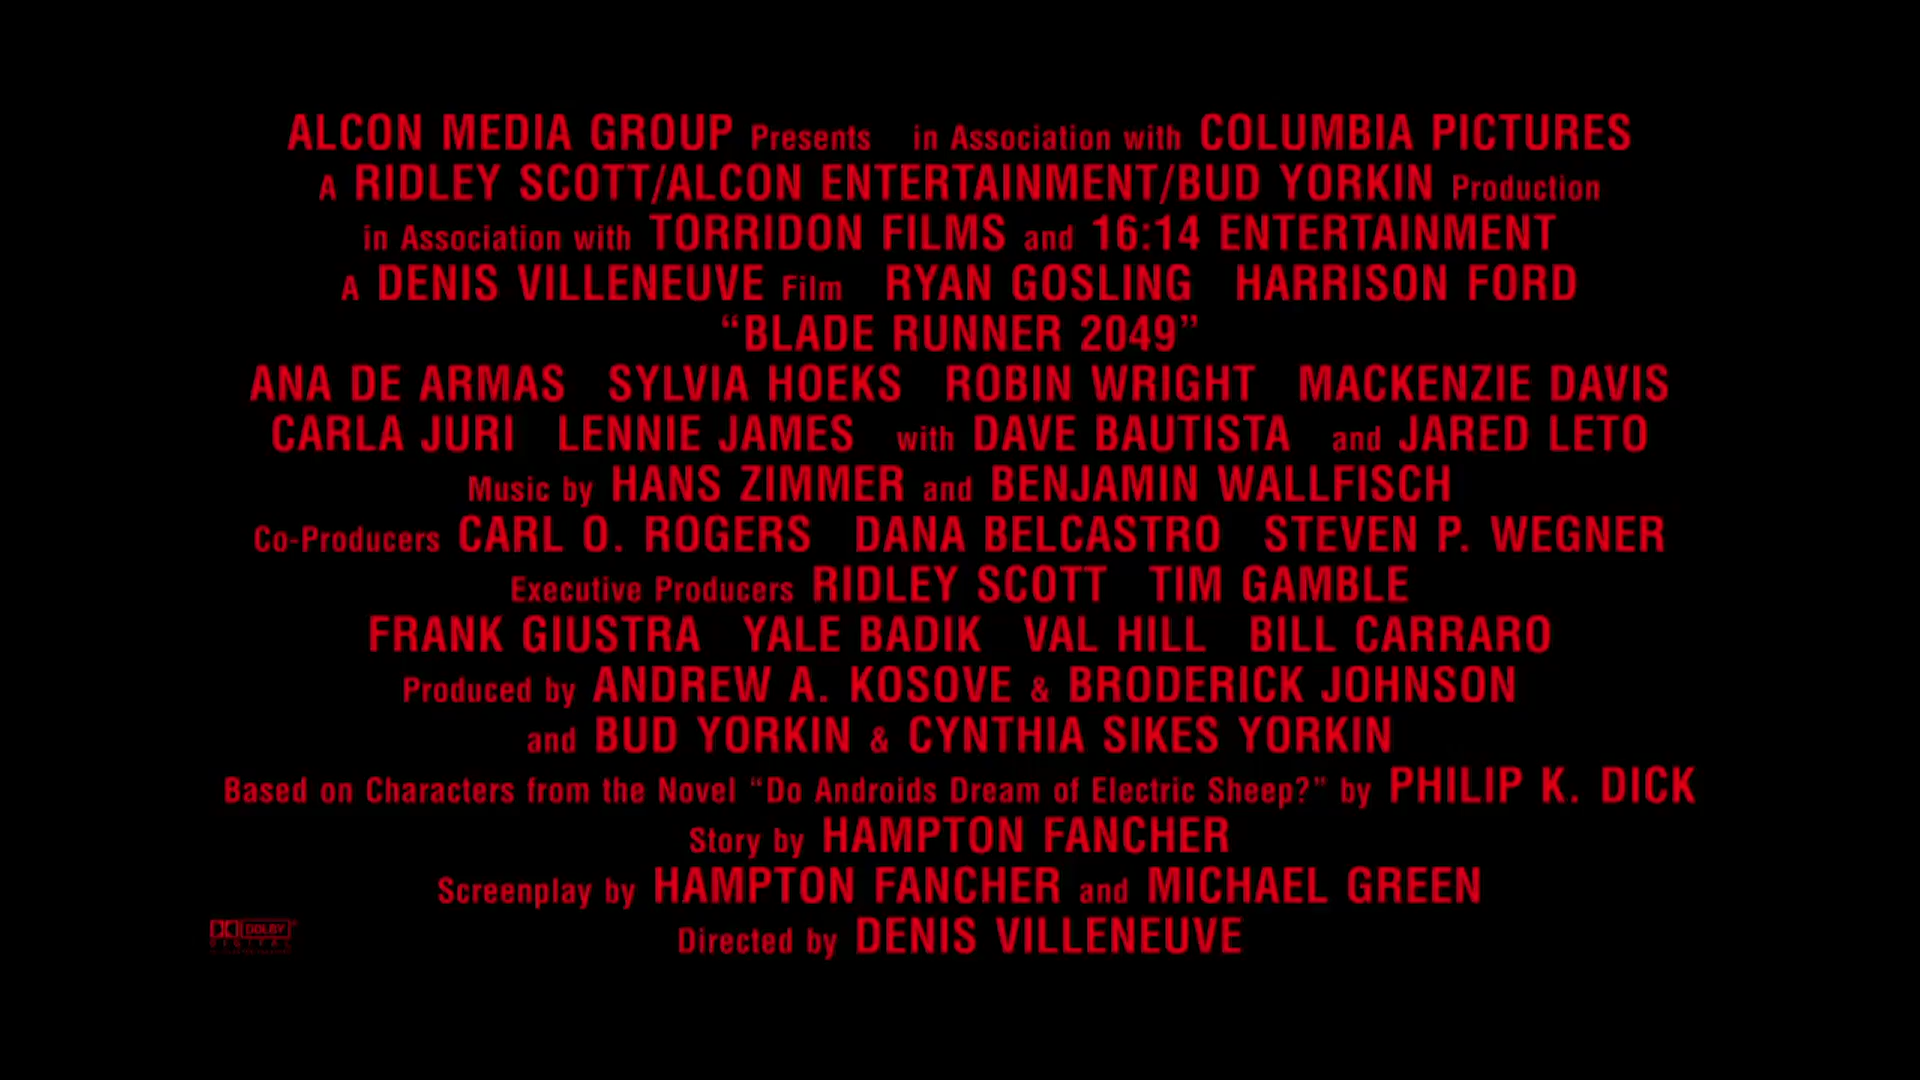 ALCON MEDIA GROUP Presents in Association with COLUMBIA PICTURES
A RIDLEY SCOTT/ALCON ENTERTAINMENT/BUD YORKIN Production
in Association with TORRIDON FILMS and 16:14 ENTERTAINMENT
A DENIS VILLENEUVE Film RYAN GOSLING HARRISON FORD
“BLADE RUNNER 2049”
ANA DE ARMAS SYLVIA HOEKS ROBIN WRIGHT MACKENZIE DAVIS
CARLA JURI LENNIE JAMES with DAVE BAUTISTA and JARED LETO
Music by HANS ZIMMER and BENJAMIN WALLFISCH
Co-Producers CARL O. ROGERS DANA BELCASTRO STEVEN P. WEGNER
Executive Producers RIDLEY SCOTT TIM GAMBLE
FRANK GIUSTRA YALE BADIK VAL HILL BILL CARRARO
Produced by ANDREW A. KOSOVE & BRODERICK JOHNSON
and BUD YORKIN & CYNTHIA SIKES YORKIN
Based on Characters from the Novel “Do Androids Dream of Electric Sheep?” by PHILIP K. DICK
Story by HAMPTON FANCHER
Screenplay by HAMPTON FANCHER and MICHAEL GREEN
Directed by DENIS VILLENEUVE
DOLBY
DIGITAL